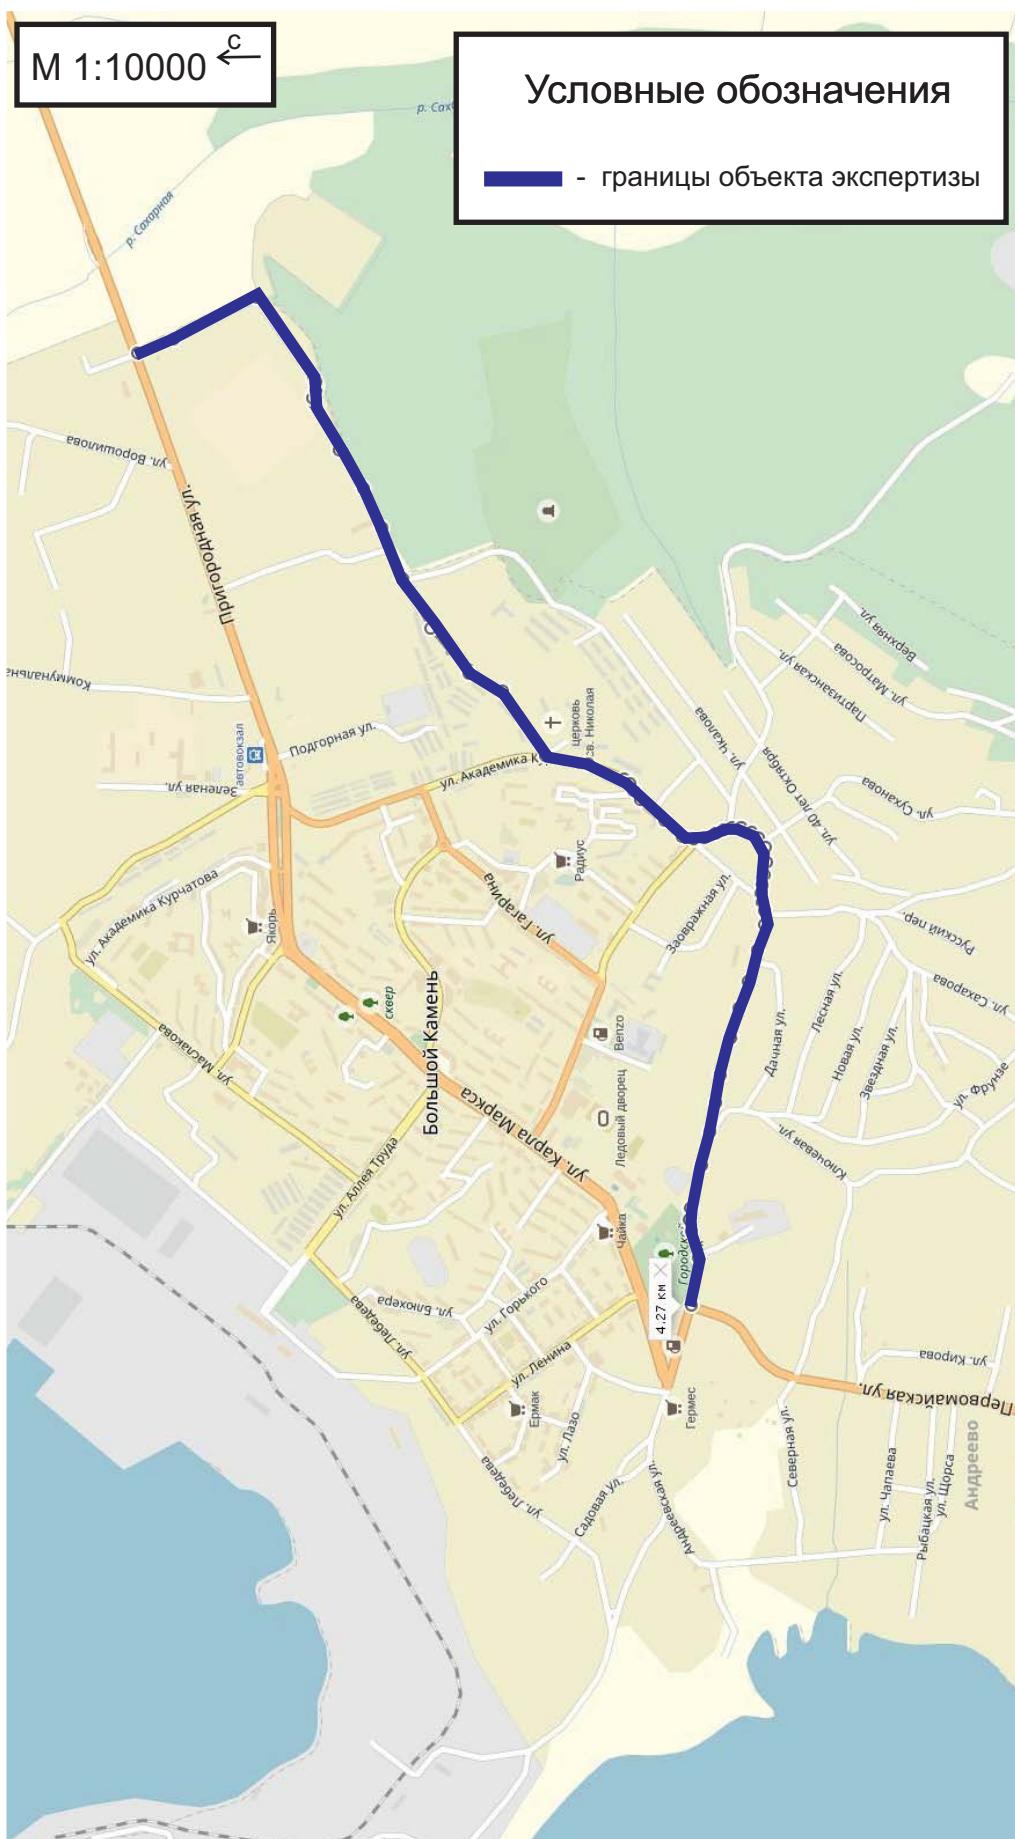 М 1:10000
С
Условные обозначения
- границы объекта экспертизы
р. Сахарная
ул. Ворошилова
Пригородная ул.
автовокзал
Подгорная ул.
Зеленая ул.
ул. Академика
церковь
св. Николая
ул. Чкалова
ул. 40 лет Октября
Партизанская ул.
ул. Матросова
Верхняя ул.
ул. Суханова
Русский пер.
ул. Сахарова
ул. Фрунзе
Звездная ул.
Новая ул.
Лесная ул.
Дачная ул.
Ключевая ул.
Заовражная ул.
Радиус
ул. Гагарина
ул. Академика Курчатова
Якорь
сквер
ул. Маслакова
Большой Камень
ул. Карла Маркса
Benzo
Ледовый дворец
ул. Аллея Труда
Чайка
4.27 км
ул. Блюхера
ул. Горького
ул. Лебедева
ул. Ленина
Ермак
ул. Лазо
Гермес
ул. Лебедева
Садовая ул.
Андреевская ул.
Северная ул.
Первомайская ул.
ул. Кирова
ул. Чапаева
Рыбацкая ул.
ул. Щорса
Андреево